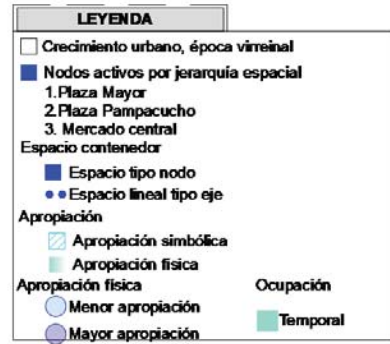 LEYENDA
Crecimiento urbano, época virreinal
Nodos activos por jerarquía espacial
1.Plaza Mayor
2.Plaza Pampacucho
3. Mercado central
Espacio contenedor
Espacio tipo nodo
Espacio lineal tipo eje
Apropiación
Apropiación simbólica
Apropiación física
Apropiación física
Menor apropiación
Mayor apropiación
Ocupación
Temporal